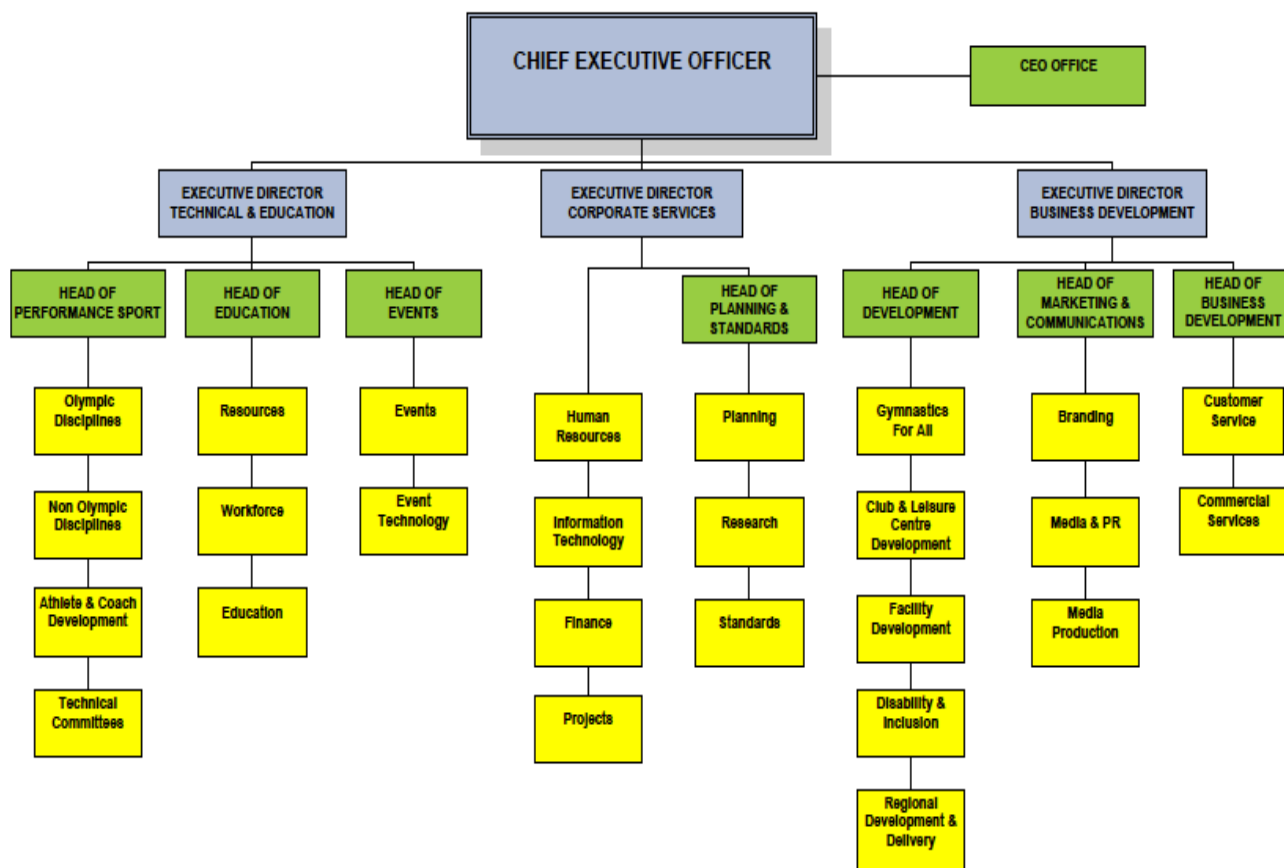 CHIEF EXECUTIVE OFFICER
CEO OFFICE
EXECUTIVE DIRECTOR
TECHNICAL & EDUCATION
EXECUTIVE DIRECTOR
CORPORATE SERVICES
EXECUTIVE DIRECTOR
BUSINESS DEVELOPMENT
HEAD OF
PERFORMANCE SPORT
HEAD OF
EDUCATION
HEAD OF
EVENTS
HEAD OF
PLANNING &
STANDARDS
HEAD OF
DEVELOPMENT
HEAD OF
MARKETING &
COMMUNICATIONS
HEAD OF
BUSINESS
DEVELOPMENT
Olympic
Disciplines
Resources
Events
Human
Resources
Planning
Gymnastics
For All
Branding
Customer
Service
Non Olympic
Disciplines
Workforce
Event
Technology
Information
Technology
Research
Club & Leisure
Centre
Development
Media & PR
Commercial
Services
Athlete & Coach
Development
Education
Finance
Standards
Facility
Development
Media
Production
Technical
Committees
Projects
Disability &
Inclusion
Regional
Development &
Delivery